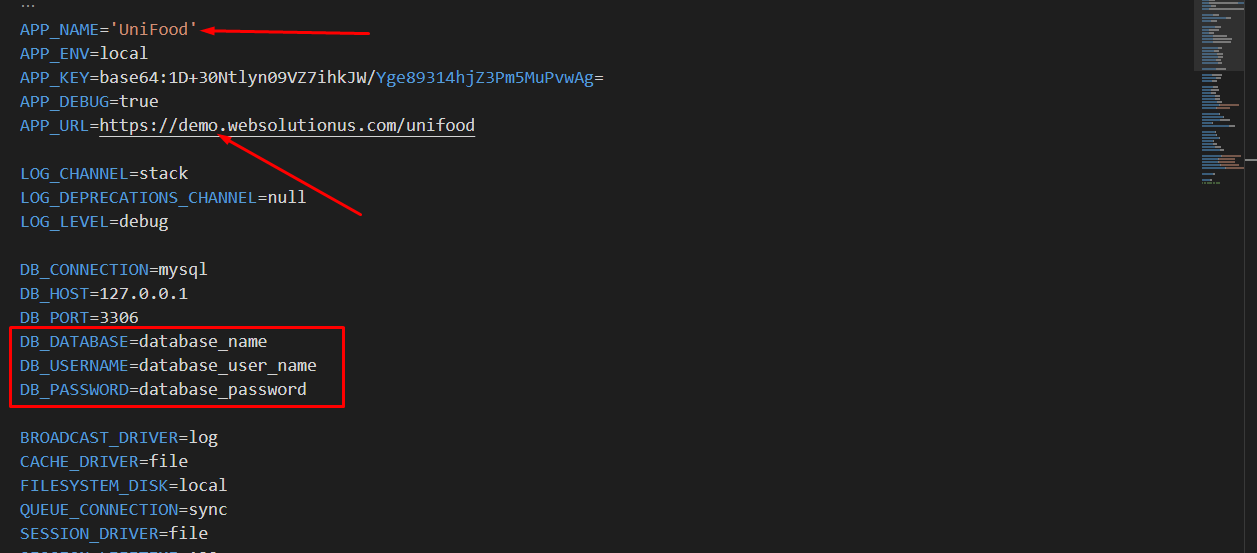 ...
APP_NAME='UniFood'
APP_ENV=local
APP_KEY=base64:1D+30Ntlyn09VZ7ihkJW/Yge89314hjZ3Pm5MuPvwAg=
APP_DEBUG=true
APP_URL=https://demo.websolutionus.com/unifood
LOG_CHANNEL=stack
LOG_DEPRECATIONS_CHANNEL=null
LOG_LEVEL=debug
DB_CONNECTION=mysql
DB_HOST=127.0.0.1
DB_PORT=3306
DB_DATABASE=database_name
DB_USERNAME=database_user_name
DB_PASSWORD=database_password
BROADCAST_DRIVER=log
CACHE_DRIVER=file
FILESYSTEM_DISK=local
QUEUE_CONNECTION=sync
SESSION_DRIVER=file